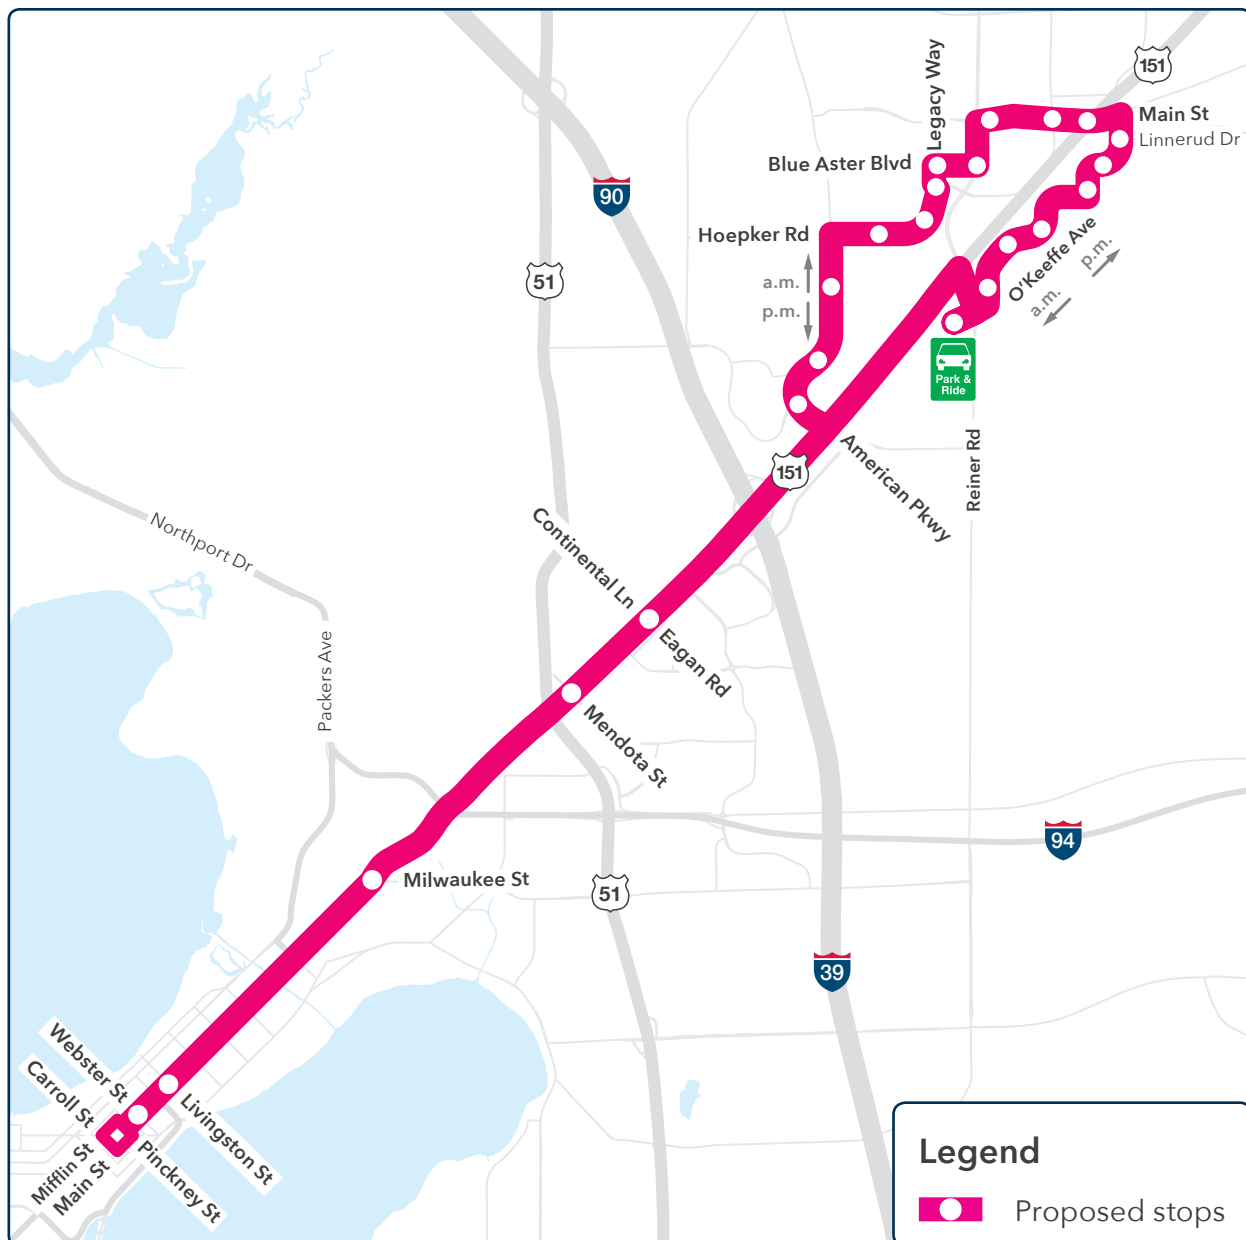 151
Legacy Way
Main St
Linnerud Dr
Blue Aster Blvd
90
Hoepker Rd
O'Keeffe Ave
p.m.
a.m.
a.m.
p.m.
51
Park &
Ride
Reiner Rd
American Pkwy
151
Continental Ln
Eagan Rd
Northport Dr
Packers Ave
Mendota St
94
Milwaukee St
51
39
Webster St
Carroll St
Mifflin St
Main St
Livingston St
Pinckney St
Legend
Proposed stops